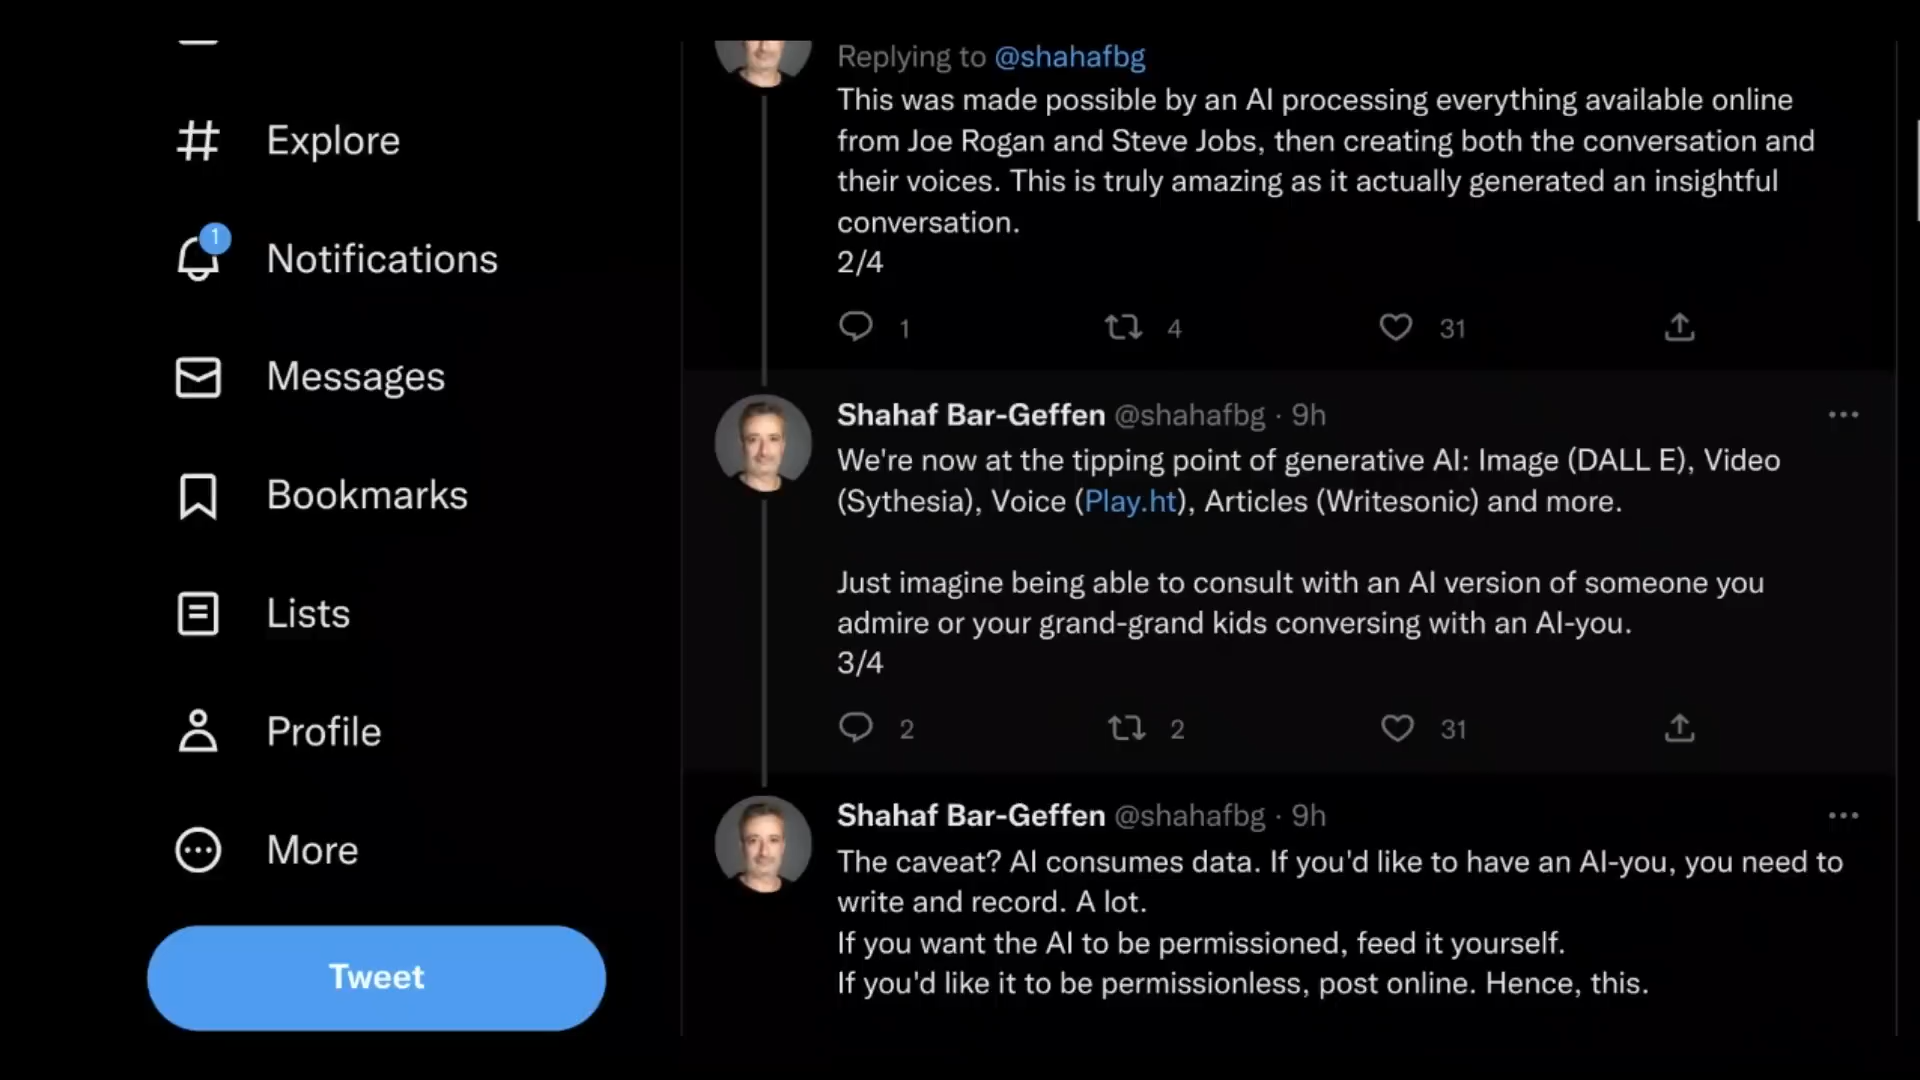 Explore
1
Notifications
Messages
Bookmarks
Lists
Profile
More
Tweet
Replying to @shahafbg
This was made possible by an AI processing everything available online
from Joe Rogan and Steve Jobs, then creating both the conversation and
their voices. This is truly amazing as it actually generated an insightful
conversation.
2/4
1 4 31
Shahaf Bar-Geffen @shahafbg · 9h
We're now at the tipping point of generative AI: Image (DALL E), Video
(Sythesia), Voice (Play.ht), Articles (Writesonic) and more.
Just imagine being able to consult with an AI version of someone you
admire or your grand-grand kids conversing with an AI-you.
3/4
2 2 31
Shahaf Bar-Geffen @shahafbg · 9h
The caveat? AI consumes data. If you'd like to have an AI-you, you need to
write and record. A lot.
If you want the AI to be permissioned, feed it yourself.
If you'd like it to be permissionless, post online. Hence, this.